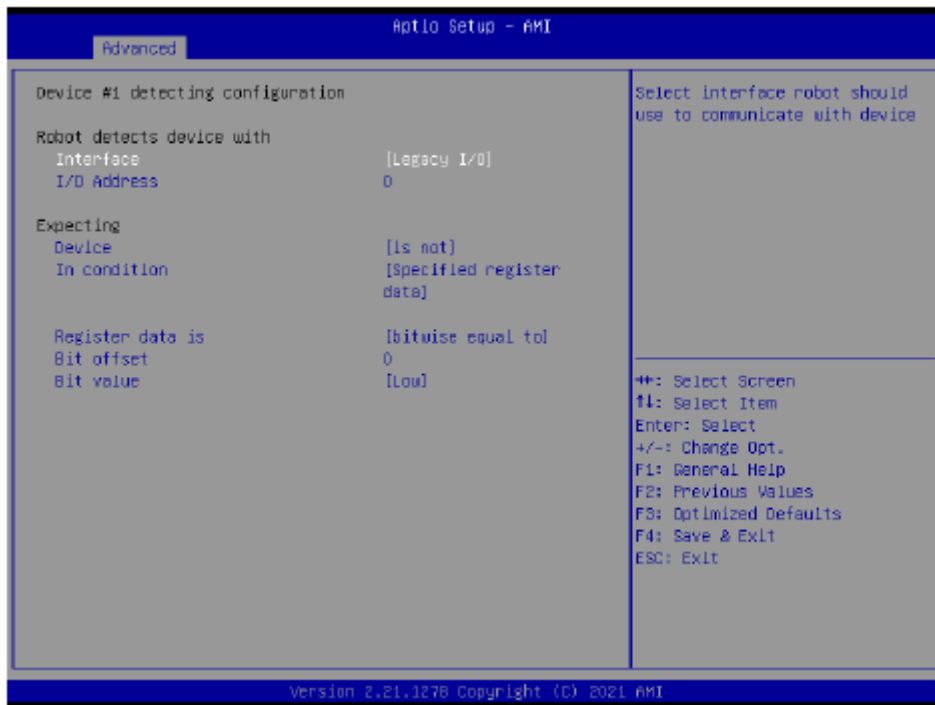 Aptio Setup - AMI
Advanced
Device #1 detecting configuration
Robot detects device with
Interface [Legacy I/O]
I/O Address 0
Expecting
Device [is not]
In condition [Specified register
data]
Register data is [bitwise equal to]
Bit offset 0
Bit value [Low]
Select interface robot should
use to communicate with device
→←: Select Screen
↑↓: Select Item
Enter: Select
+/-: Change Opt.
F1: General Help
F2: Previous Values
F3: Optimized Defaults
F4: Save & Exit
ESC: Exit
Version 2.21.1278 Copyright (C) 2021 AMI